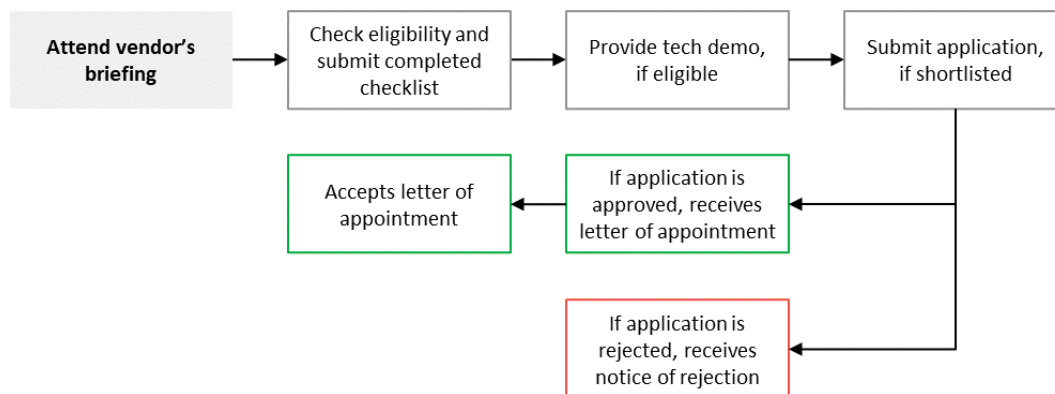 Attend vendor's
briefing
Check eligibility and
submit completed
checklist
Provide tech demo,
if eligible
Submit application,
if shortlisted
Accepts letter of
appointment
If application is
approved, receives
letter of appointment
If application is
rejected, receives
notice of rejection